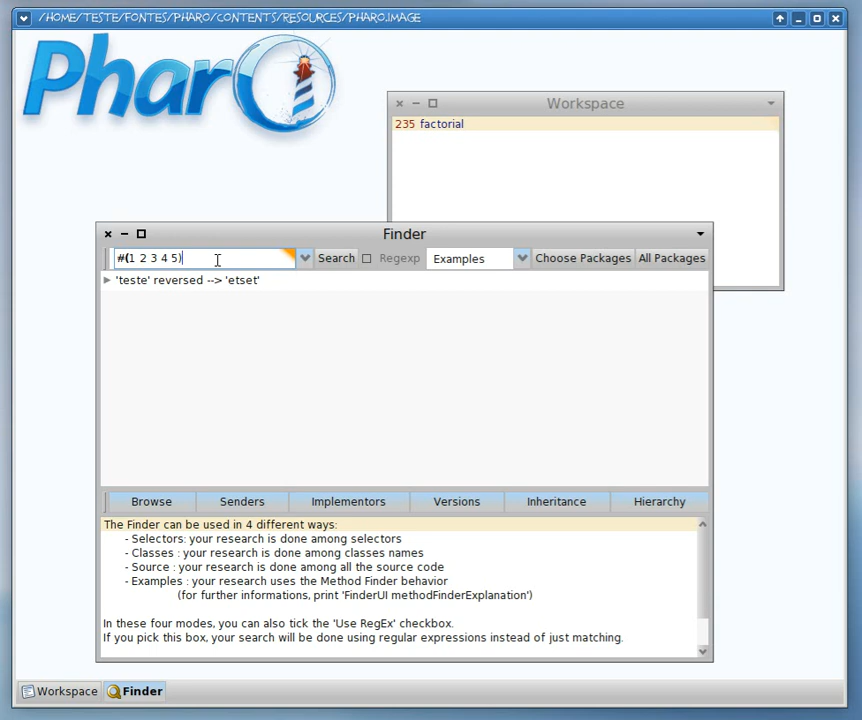 /HOME/TESTE/FONTES/PHARO/CONTENTS/RESOURCES/PHARO.IMAGE
Pharo
Workspace
235 factorial
Finder
#(1 2 3 4 5)
Search
Regexp
Examples
Choose Packages
All Packages
'teste' reversed --> 'etset'
Browse
Senders
Implementors
Versions
Inheritance
Hierarchy
The Finder can be used in 4 different ways:
- Selectors: your research is done among selectors
- Classes : your research is done among classes names
- Source : your research is done among all the source code
- Examples : your research uses the Method Finder behavior
(for further informations, print 'FinderUI methodFinderExplanation')
In these four modes, you can also tick the 'Use RegEx' checkbox.
If you pick this box, your search will be done using regular expressions instead of just matching.
Workspace
Finder